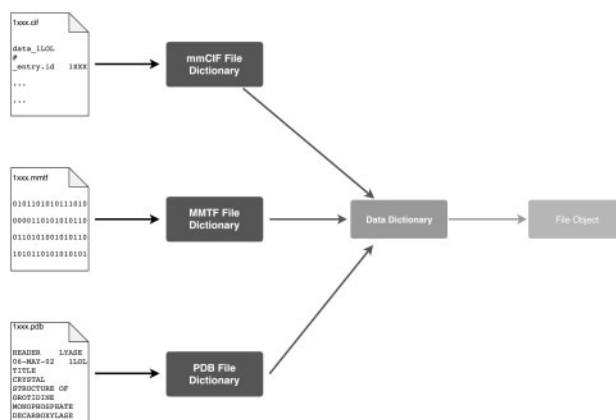 1xxx.cif
data_1LOL
#
_entry.id 1XXX
...
...
mmCIF File
Dictionary
1xxx.mmtf
0101101010111010
0000110101010110
0110101001010110
1010110101010101
MMTF File
Dictionary
Data Dictionary
File Object
1xxx.pdb
HEADER LYASE
06-MAY-02 1LOL
TITLE
CRYSTAL
STRUCTURE OF
OROTIDINE
MONOPHOSPHATE
DECARBOXYLASE
PDB File
Dictionary